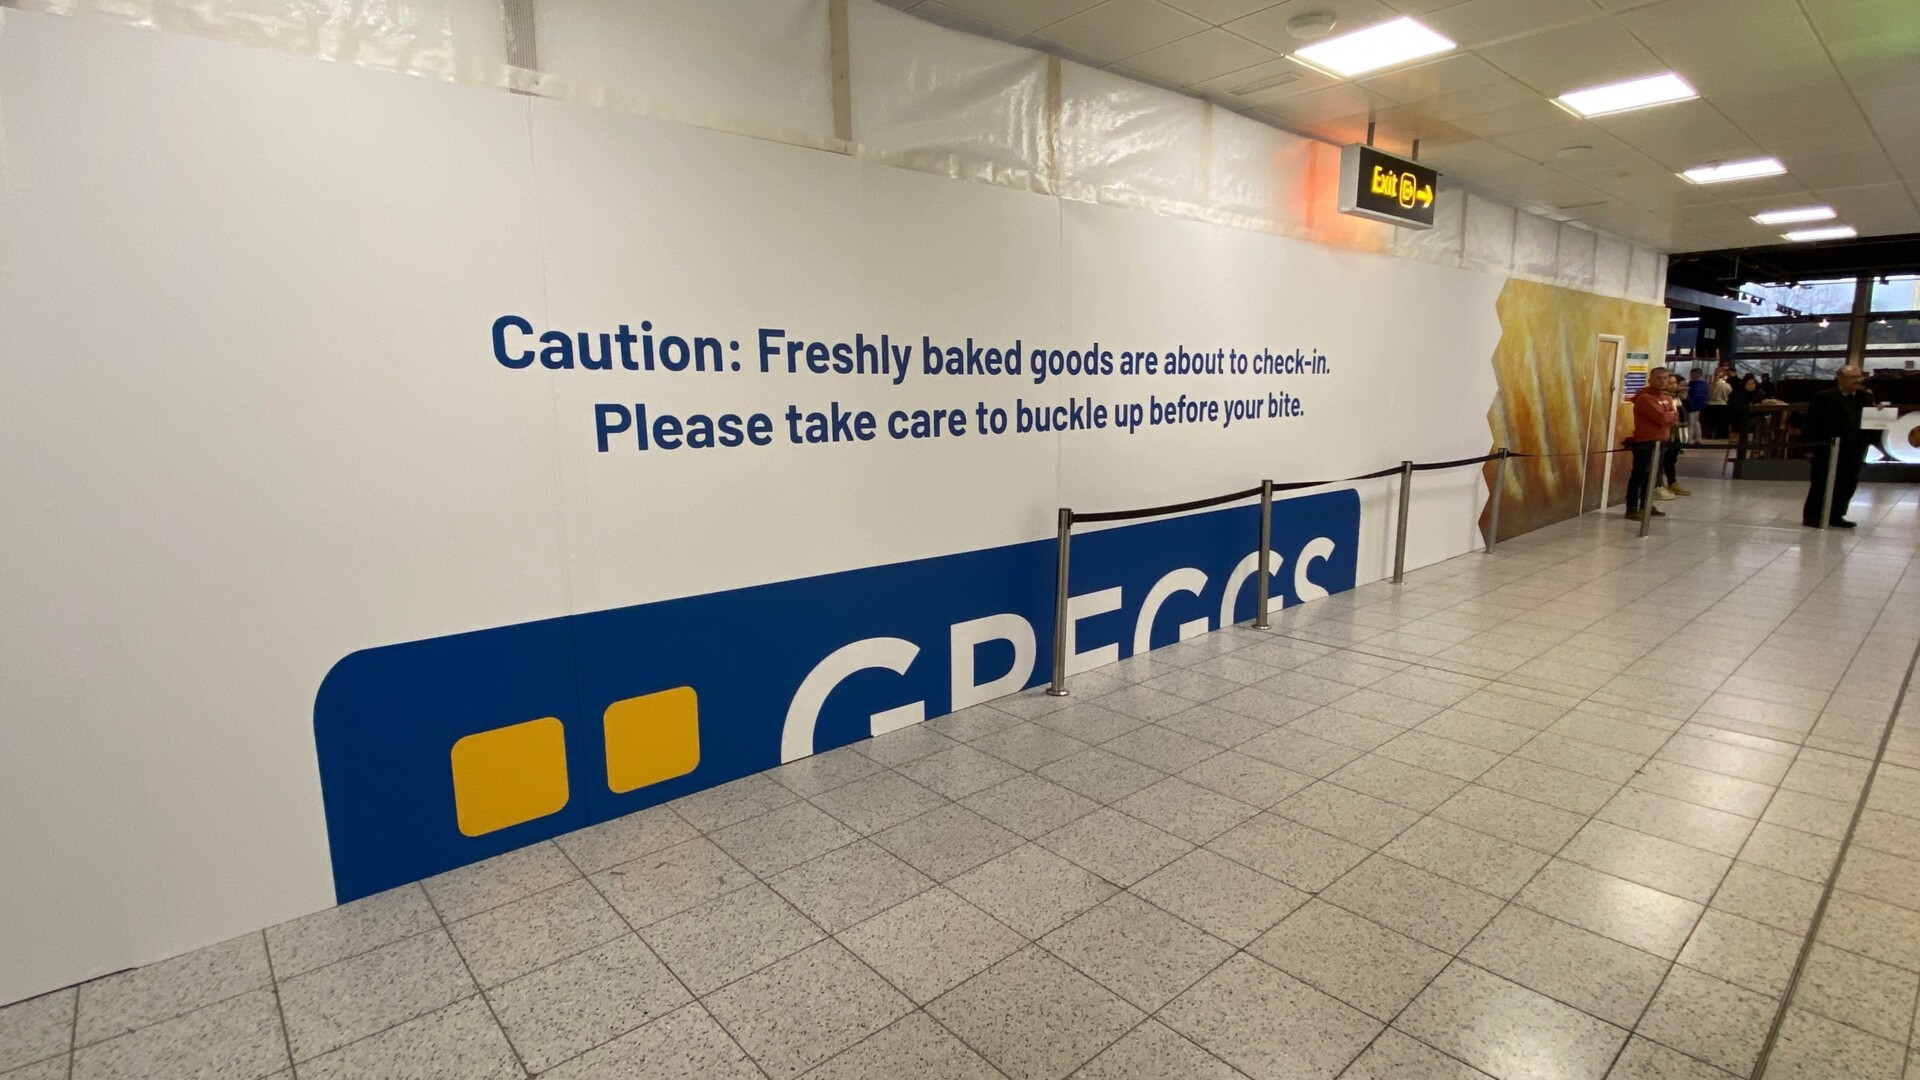 Exit
Caution: Freshly baked goods are about to check-in.
Please take care to buckle up before your bite.
GREGGS